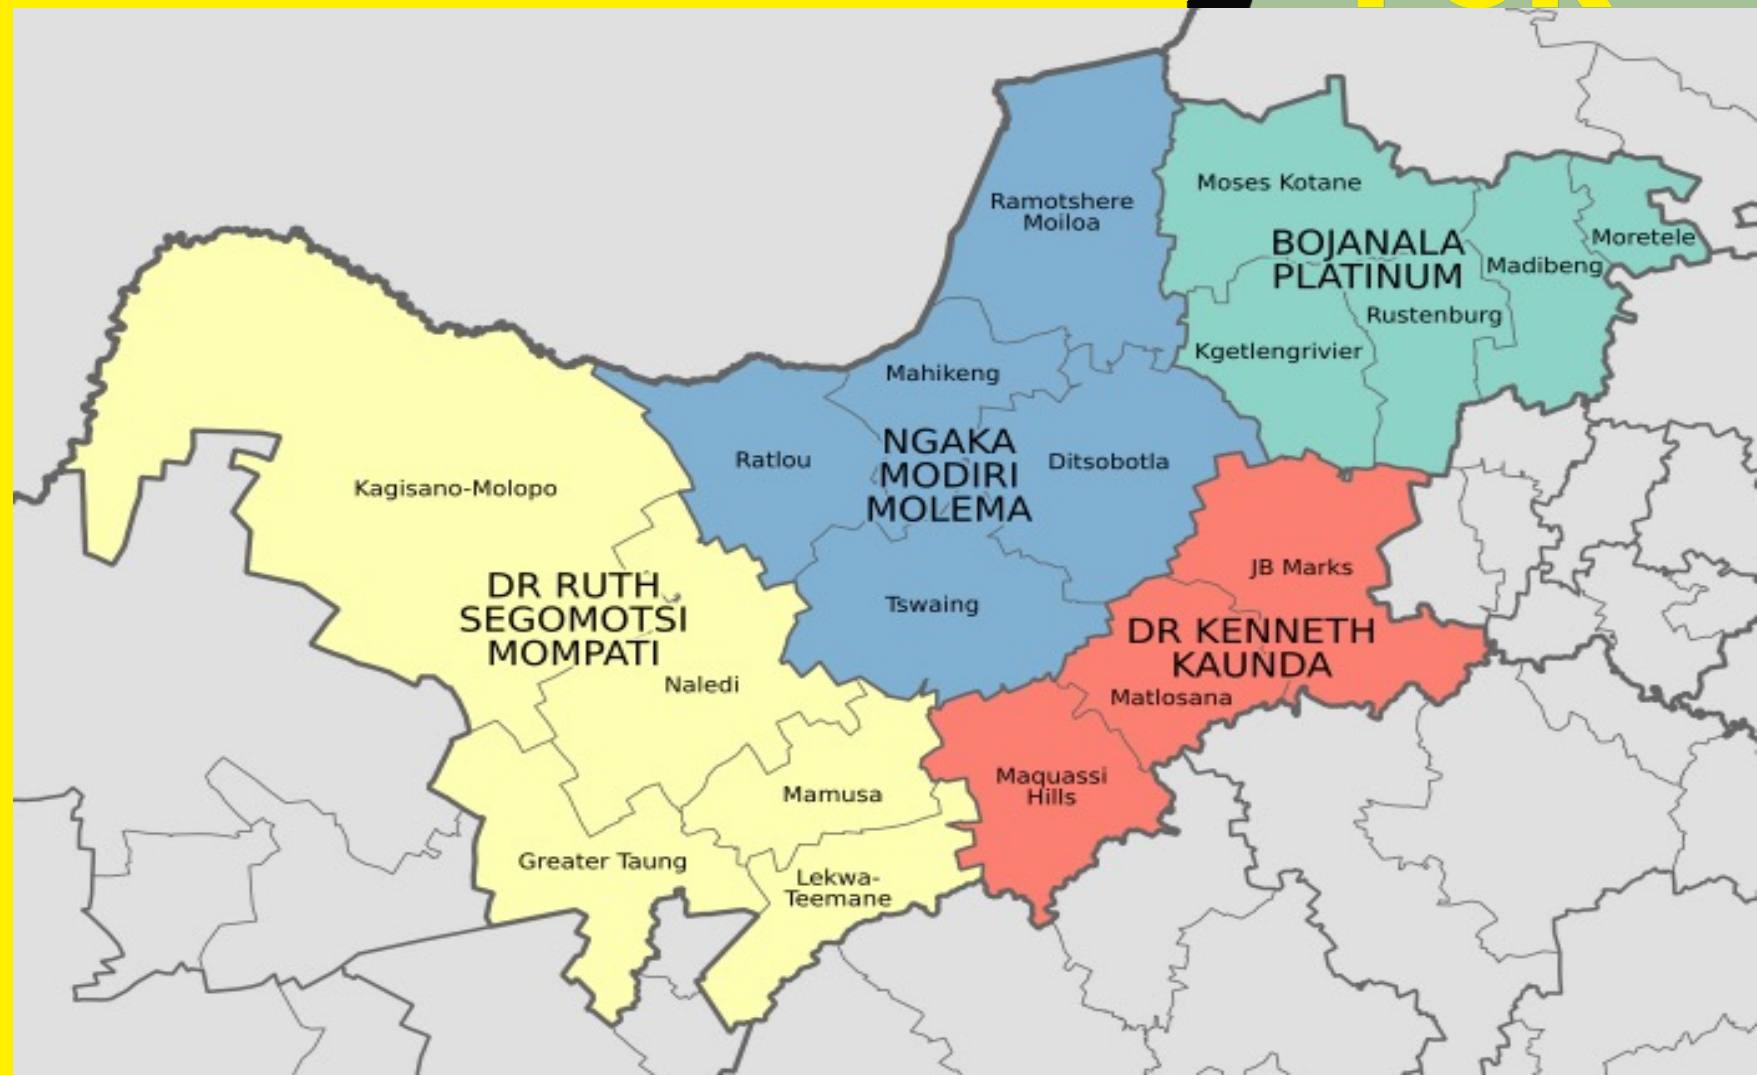 Moses Kotane
Ramotshere
Moiloa
BOJANALA
PLATINUM
Moretele
Madibeng
Rustenburg
Kgetlengrivier
Mahikeng
NGAKA
MODIRI
MOLEMA
Ratlou
Ditsobotla
Kagisano-Molopo
JB Marks
DR RUTH
SEGOMOTSI
MOMPATI
Tswaing
DR KENNETH
KAUNDA
Naledi
Matlosana
Maquassi
Hills
Mamusa
Greater Taung
Lekwa-
Teemane